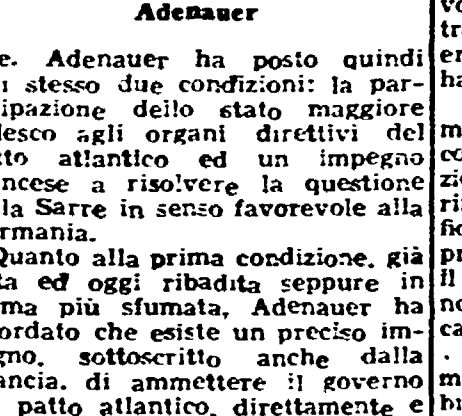 Adenauer
e. Adenauer ha posto quindi
i stesso due condizioni: la par-
ipazione dello stato maggiore
desco agli organi direttivi del
tto atlantico ed un impegno
ncese a risolvere la questione
la Sarre in senso favorevole alla
rmania.
Quanto alla prima condizione, già
ta ed oggi ribadita seppure in
ma più sfumata, Adenauer ha
ordato che esiste un preciso im-
gno, sottoscritto anche dalla
ancia, di ammettere il governo
patto atlantico, direttamente e